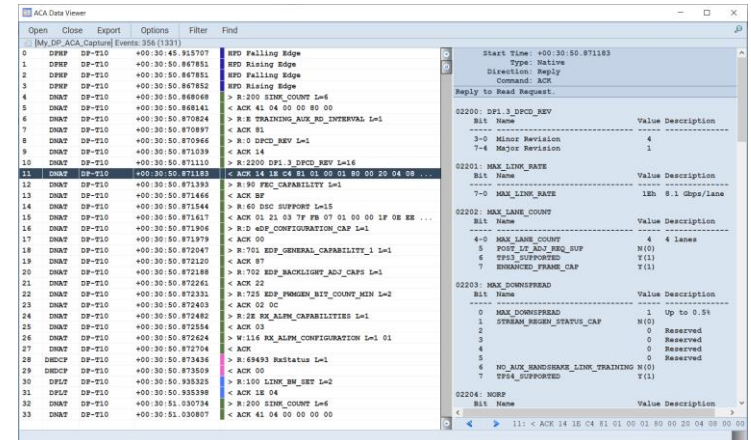 ACA Data Viewer
Open Close Export Options Filter Find
[My_DP_ACA_Capture] Events: 356 (1331)
0 DPHP DP-T10 +00:30:45.915707 HPD Falling Edge
1 DPHP DP-T10 +00:30:50.867851 HPD Rising Edge
2 DPHP DP-T10 +00:30:50.867851 HPD Falling Edge
3 DPHP DP-T10 +00:30:50.867852 HPD Rising Edge
4 DNAT DP-T10 +00:30:50.868068 > R:200 SINK_COUNT L=6
5 DNAT DP-T10 +00:30:50.868141 < ACK 41 04 00 00 80 00
6 DNAT DP-T10 +00:30:50.870824 > R:E TRAINING_AUX_RD_INTERVAL L=1
7 DNAT DP-T10 +00:30:50.870897 < ACK 81
8 DNAT DP-T10 +00:30:50.870966 > R:0 DPCD_REV L=1
9 DNAT DP-T10 +00:30:50.871039 < ACK 14
10 DNAT DP-T10 +00:30:50.871110 > R:2200 DP1.3_DPCD_REV L=16
11 DNAT DP-T10 +00:30:50.871183 < ACK 14 1E C4 81 01 00 01 80 00 20 04 08 ...
12 DNAT DP-T10 +00:30:50.871393 > R:90 FEC_CAPABILITY L=1
13 DNAT DP-T10 +00:30:50.871466 < ACK BF
14 DNAT DP-T10 +00:30:50.871544 > R:60 DSC SUPPORT L=15
15 DNAT DP-T10 +00:30:50.871617 < ACK 01 21 03 7F FB 07 01 00 00 1F 0E EE ...
16 DNAT DP-T10 +00:30:50.871906 > R:D eDP_CONFIGURATION_CAP L=1
17 DNAT DP-T10 +00:30:50.871979 < ACK 00
18 DNAT DP-T10 +00:30:50.872047 > R:701 EDP_GENERAL_CAPABILITY_1 L=1
19 DNAT DP-T10 +00:30:50.872120 < ACK 87
20 DNAT DP-T10 +00:30:50.872188 > R:702 EDP_BACKLIGHT_ADJ_CAPS L=1
21 DNAT DP-T10 +00:30:50.872261 < ACK 22
22 DNAT DP-T10 +00:30:50.872331 > R:725 EDP_PWMGEN_BIT_COUNT_MIN L=2
23 DNAT DP-T10 +00:30:50.872403 < ACK 02 0C
24 DNAT DP-T10 +00:30:50.872482 > R:2E RX_ALPM_CAPABILITIES L=1
25 DNAT DP-T10 +00:30:50.872554 < ACK 03
26 DNAT DP-T10 +00:30:50.872624 > W:116 RX_ALPM_CONFIGURATION L=1 01
27 DNAT DP-T10 +00:30:50.872704 < ACK
28 DHDCP DP-T10 +00:30:50.873436 > R:69493 RxStatus L=1
29 DHDCP DP-T10 +00:30:50.873509 < ACK 00
30 DPLT DP-T10 +00:30:50.935325 > R:100 LINK_BW_SET L=2
31 DPLT DP-T10 +00:30:50.935398 < ACK 1E 04
32 DNAT DP-T10 +00:30:51.030734 > R:200 SINK_COUNT L=6
33 DNAT DP-T10 +00:30:51.030807 < ACK 41 04 00 00 00 00
Start Time: +00:30:50.871183
Type: Native
Direction: Reply
Command: ACK
Reply to Read Request.
02200: DP1.3_DPCD_REV
Bit Name Value Description
3-0 Minor Revision 4
7-4 Major Revision 1
02201: MAX_LINK_RATE
Bit Name Value Description
7-0 MAX_LINK_RATE 1Eh 8.1 Gbps/lane
02202: MAX_LANE_COUNT
Bit Name Value Description
4-0 MAX_LANE_COUNT 4 4 lanes
5 POST_LT_ADJ_REQ_SUP N(0)
6 TPS3_SUPPORTED Y(1)
7 ENHANCED_FRAME_CAP Y(1)
02203: MAX_DOWNSPREAD
Bit Name Value Description
0 MAX_DOWNSPREAD 1 Up to 0.5%
1 STREAM_REGEN_STATUS_CAP N(0)
2 0 Reserved
3 0 Reserved
4 0 Reserved
5 0 Reserved
6 NO_AUX_HANDSHAKE_LINK_TRAINING N(0)
7 TPS4_SUPPORTED Y(1)
02204: NORP
Bit Name Value Description
11: < ACK 14 1E C4 81 01 00 01 80 00 20 04 08 00 00